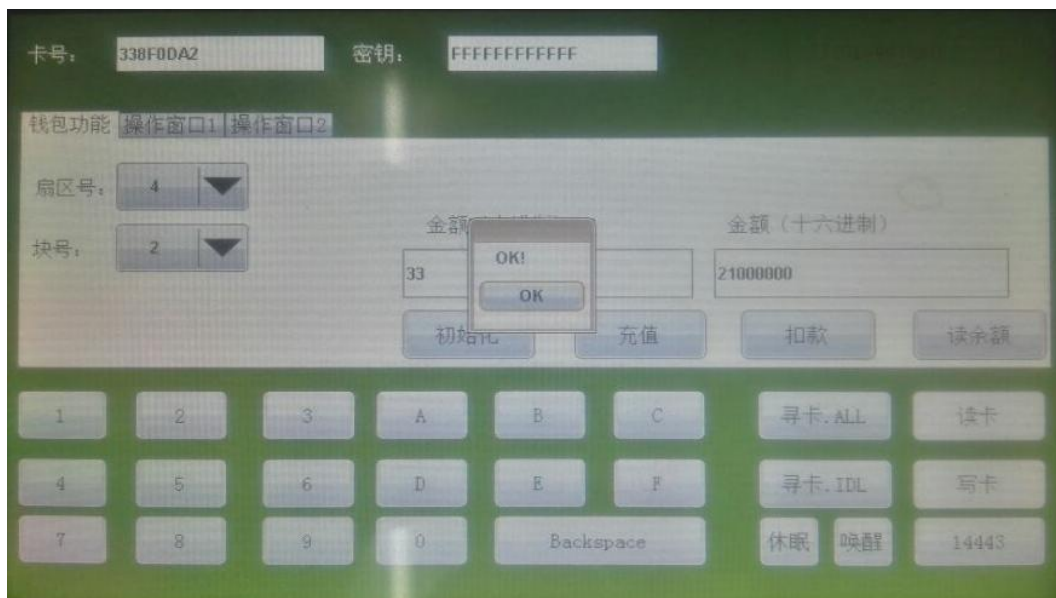 卡号： 338F0DA2 密钥： FFFFFFFFFFFF
钱包功能 操作窗口1 操作窗口2
扇区号： 4
金额 金额（十六进制）
块号： 2
OK!
33 21000000
OK
初始化 充值 扣款 读余额
1 2 3 A B C 寻卡.ALL 读卡
4 5 6 D E F 寻卡.IDL 写卡
7 8 9 0 Backspace 休眠 唤醒 14443